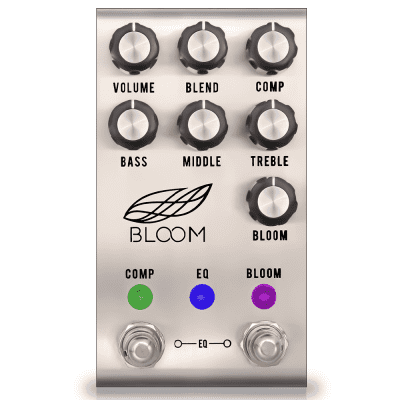 VOLUME BLEND COMP
BASS MIDDLE TREBLE
BLOOM
BLOOM
COMP EQ BLOOM
EQ